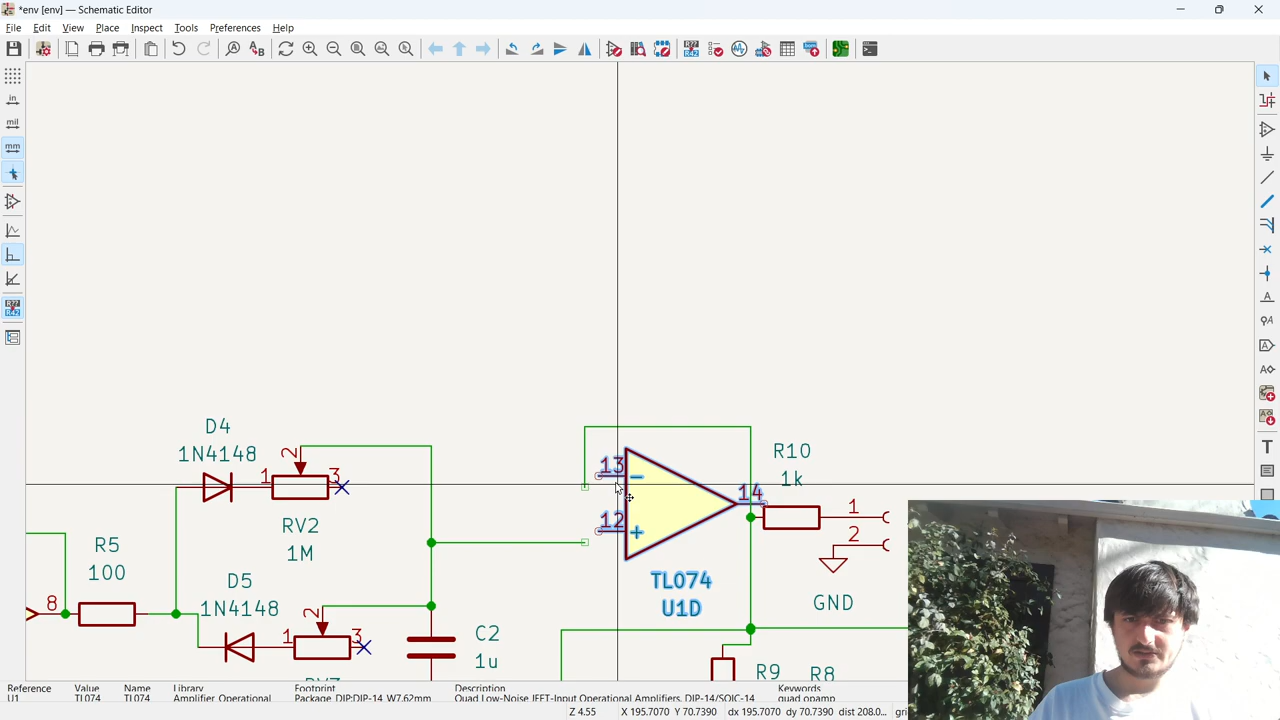 *env [env] — Schematic Editor
File Edit View Place Inspect Tools Preferences Help
in
mil
mm
D4
1N4148
2
1
3
RV2
1M
R5
100
8
D5
1N4148
2
1
3
C2
1u
13
12
14
TL074
U1D
R10
1k
1
2
GND
R9
R8
Reference Value Name Library Footprint Description Keywords
U1 TL074 TL074 Amplifier_Operational Package_DIP:DIP-14_W7.62mm Quad Low-Noise JFET-Input Operational Amplifiers, DIP-14/SOIC-14 quad opamp
Z 4.55 X 195.7070 Y 70.7390 dx 195.7070 dy 70.7390 dist 208.0...